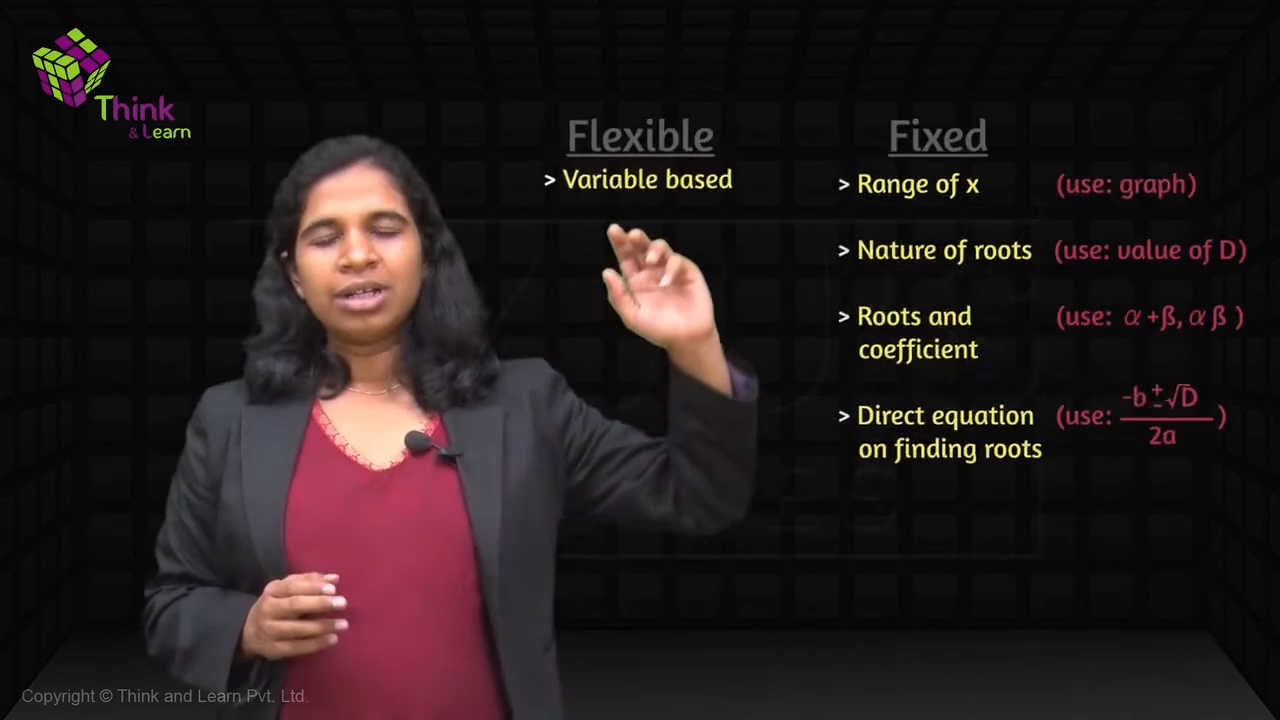 Think
& Learn
Flexible
> Variable based
Fixed
> Range of x (use: graph)
> Nature of roots (use: value of D)
> Roots and
coefficient (use: α+β, αβ )
> Direct equation
on finding roots (use: -b ± √D / 2a )
Copyright © Think and Learn Pvt. Ltd.